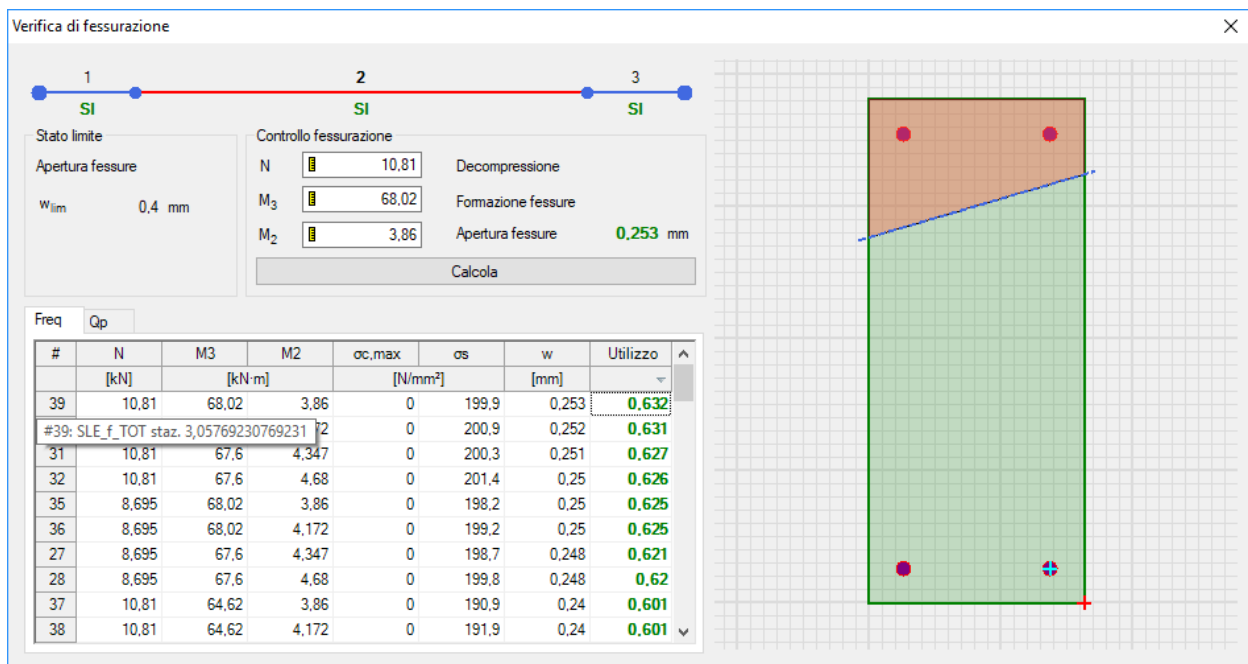 Verifica di fessurazione
1 2 3
SI SI SI
Stato limite
Apertura fessure
wlim 0,4 mm
Controllo fessurazione
N 10,81 Decompressione
M3 68,02 Formazione fessure
M2 3,86 Apertura fessure 0,253 mm
Calcola
Freq Qp
# N M3 M2 σc,max σs w Utilizzo
[kN] [kN·m] [N/mm²] [mm]
39 10,81 68,02 3,86 0 199,9 0,253 0,632
#39: SLE_f_TOT staz. 3,05769230769231 72 0 200,9 0,252 0,631
31 10,81 67,6 4,347 0 200,3 0,251 0,627
32 10,81 67,6 4,68 0 201,4 0,25 0,626
35 8,695 68,02 3,86 0 198,2 0,25 0,625
36 8,695 68,02 4,172 0 199,2 0,25 0,625
27 8,695 67,6 4,347 0 198,7 0,248 0,621
28 8,695 67,6 4,68 0 199,8 0,248 0,62
37 10,81 64,62 3,86 0 190,9 0,24 0,601
38 10,81 64,62 4,172 0 191,9 0,24 0,601